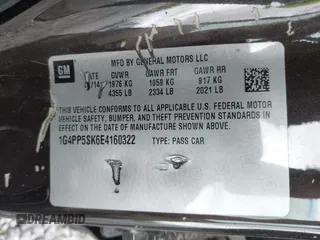 GM
MFD BY GENERAL MOTORS LLC
DATE GVWR GAWR FRT GAWR RR
/14 1976 KG 1059 KG 917 KG
4355 LB 2334 LB 2021 LB
THIS VEHICLE CONFORMS TO ALL APPLICABLE U.S. FEDERAL MOTOR
VEHICLE SAFETY, BUMPER, AND THEFT PREVENTION STANDARDS
IN EFFECT ON THE DATE OF MANUFACTURE SHOWN ABOVE.
1G4PP5SK6E4160322 TYPE: PASS CAR
DREAMBID